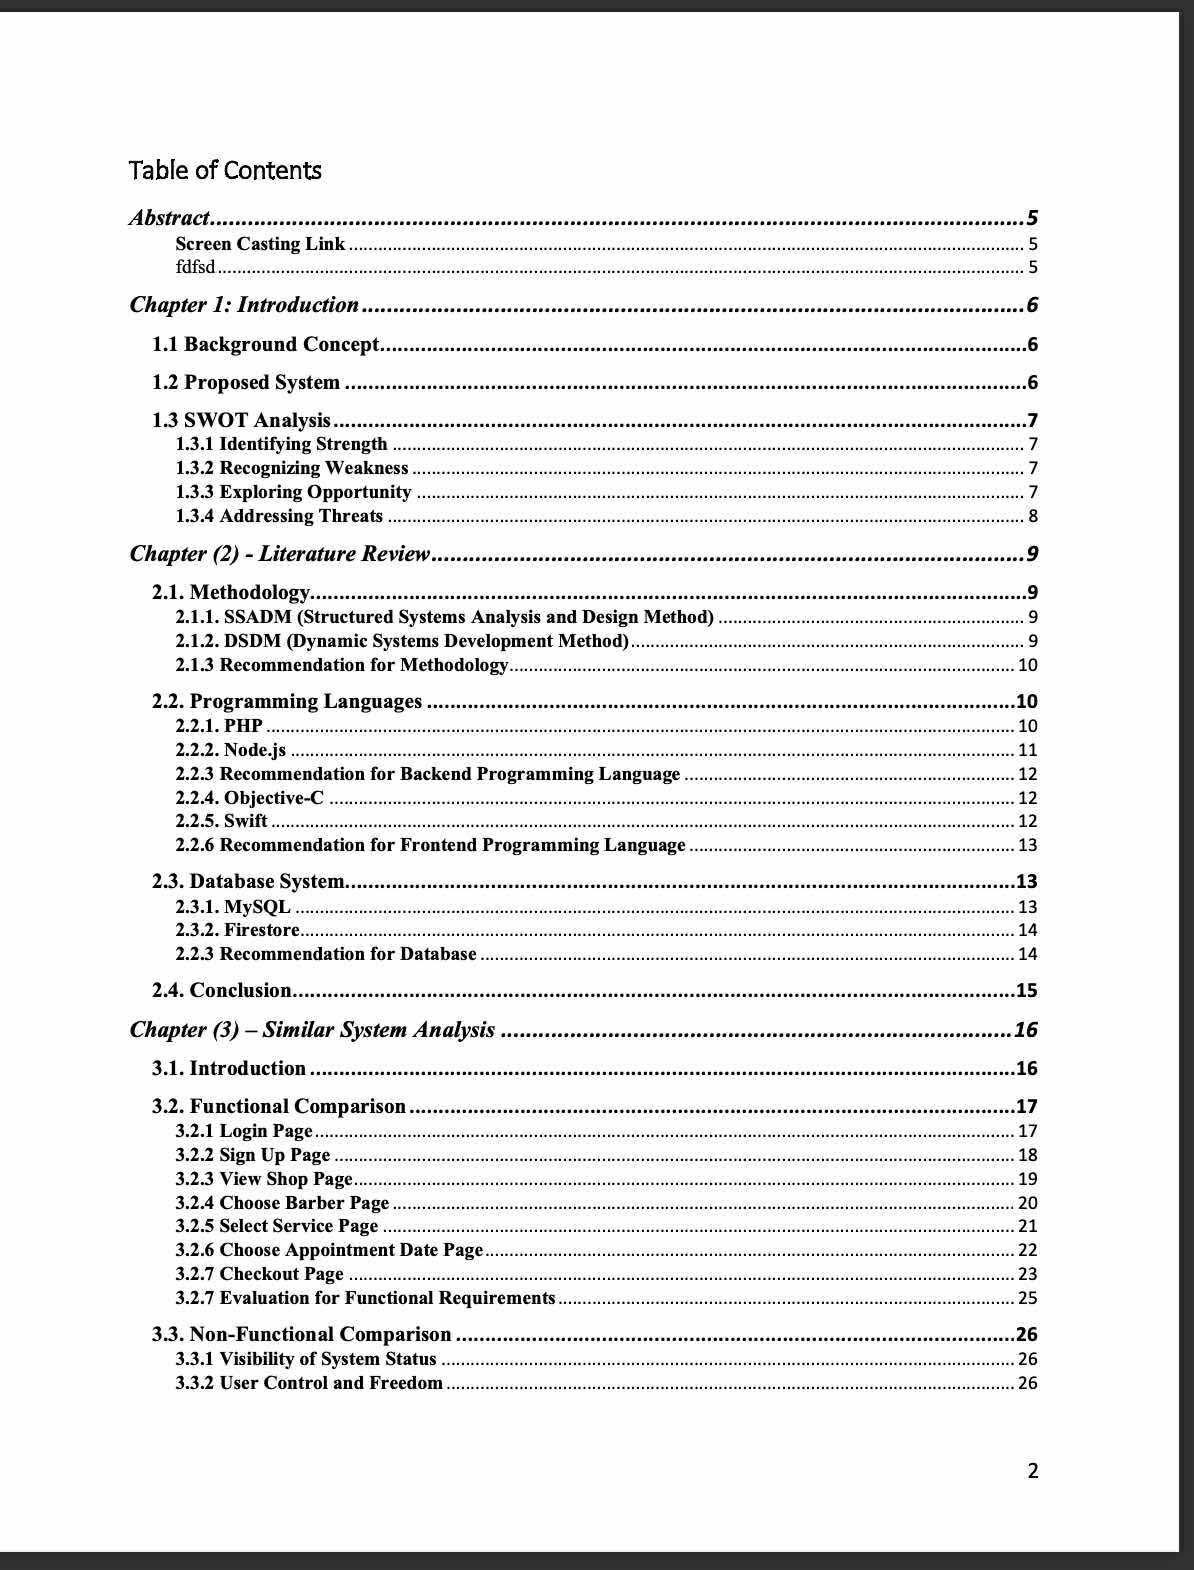 Table of Contents
Abstract.....5
Screen Casting Link.....5
fdfsd.....5
Chapter 1: Introduction.....6
1.1 Background Concept.....6
1.2 Proposed System.....6
1.3 SWOT Analysis.....7
1.3.1 Identifying Strength.....7
1.3.2 Recognizing Weakness.....7
1.3.3 Exploring Opportunity.....7
1.3.4 Addressing Threats.....8
Chapter (2) - Literature Review.....9
2.1. Methodology.....9
2.1.1. SSADM (Structured Systems Analysis and Design Method).....9
2.1.2. DSDM (Dynamic Systems Development Method).....9
2.1.3 Recommendation for Methodology.....10
2.2. Programming Languages.....10
2.2.1. PHP.....10
2.2.2. Node.js.....11
2.2.3 Recommendation for Backend Programming Language.....12
2.2.4. Objective-C.....12
2.2.5. Swift.....12
2.2.6 Recommendation for Frontend Programming Language.....13
2.3. Database System.....13
2.3.1. MySQL.....13
2.3.2. Firestore.....14
2.2.3 Recommendation for Database.....14
2.4. Conclusion.....15
Chapter (3) – Similar System Analysis.....16
3.1. Introduction.....16
3.2. Functional Comparison.....17
3.2.1 Login Page.....17
3.2.2 Sign Up Page.....18
3.2.3 View Shop Page.....19
3.2.4 Choose Barber Page.....20
3.2.5 Select Service Page.....21
3.2.6 Choose Appointment Date Page.....22
3.2.7 Checkout Page.....23
3.2.7 Evaluation for Functional Requirements.....25
3.3. Non-Functional Comparison.....26
3.3.1 Visibility of System Status.....26
3.3.2 User Control and Freedom.....26
2